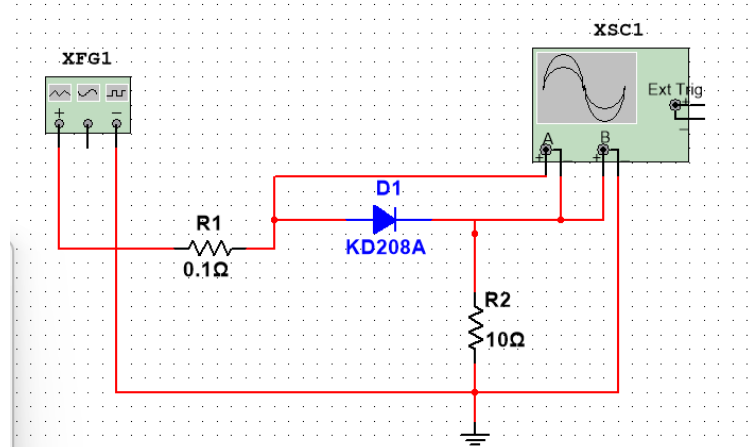 XSC1
XFG1
Ext Trig
+
−
+
−
A
B
+
−
+
−
D1
R1
KD208A
0.1Ω
R2
10Ω